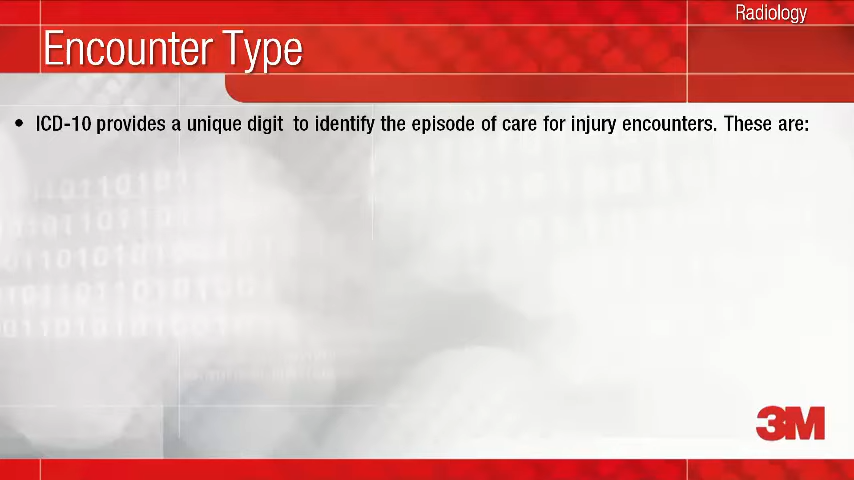 Radiology
Encounter Type
• ICD-10 provides a unique digit to identify the episode of care for injury encounters. These are:
3M